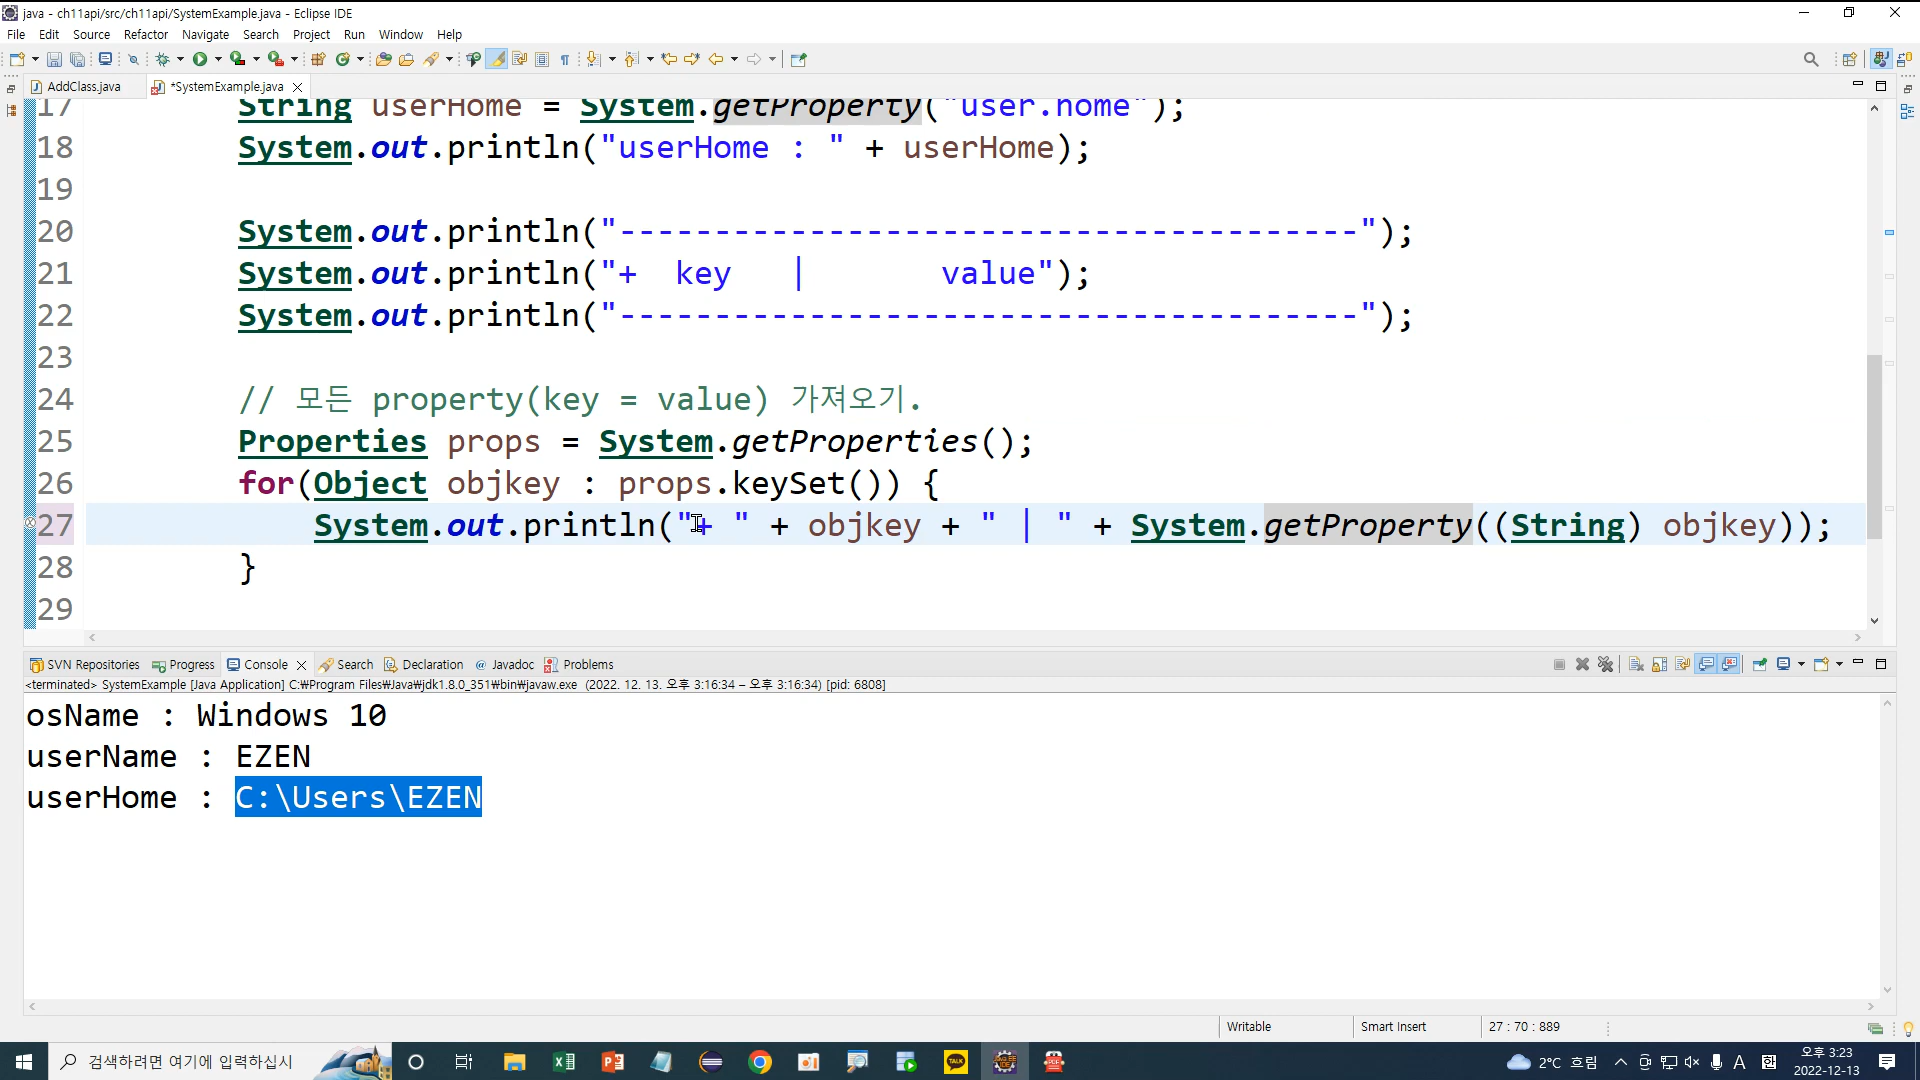 java - ch11api/src/ch11api/SystemExample.java - Eclipse IDE
File Edit Source Refactor Navigate Search Project Run Window Help
AddClass.java *SystemExample.java
17 String userHome = System.getProperty("user.home");
18 System.out.println("userHome : " + userHome);
19
20 System.out.println("---------------------------------------");
21 System.out.println("+  key   |       value");
22 System.out.println("---------------------------------------");
23
24 // 모든 property(key = value) 가져오기.
25 Properties props = System.getProperties();
26 for(Object objkey : props.keySet()) {
27 System.out.println("+ " + objkey + " | " + System.getProperty((String) objkey));
28 }
29
SVN Repositories Progress Console Search Declaration @ Javadoc Problems
<terminated> SystemExample [Java Application] C:₩Program Files₩Java₩jdk1.8.0_351₩bin₩javaw.exe (2022. 12. 13. 오후 3:16:34 – 오후 3:16:34) [pid: 6808]
osName : Windows 10
userName : EZEN
userHome : C:\Users\EZEN
Writable Smart Insert 27 : 70 : 889
검색하려면 여기에 입력하십시 TALK 2°C 흐림 A 오후 3:23
2022-12-13